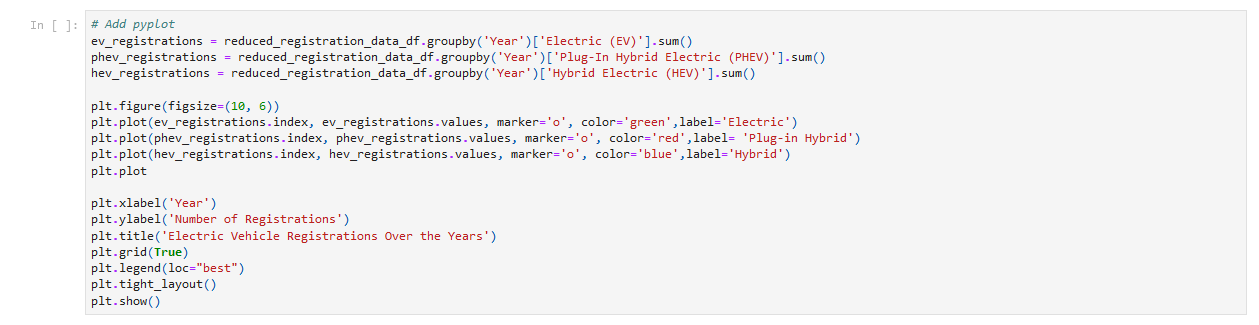 In [ ]: # Add pyplot
ev_registrations = reduced_registration_data_df.groupby('Year')['Electric (EV)'].sum()
phev_registrations = reduced_registration_data_df.groupby('Year')['Plug-In Hybrid Electric (PHEV)'].sum()
hev_registrations = reduced_registration_data_df.groupby('Year')['Hybrid Electric (HEV)'].sum()

plt.figure(figsize=(10, 6))
plt.plot(ev_registrations.index, ev_registrations.values, marker='o', color='green',label='Electric')
plt.plot(phev_registrations.index, phev_registrations.values, marker='o', color='red',label= 'Plug-in Hybrid')
plt.plot(hev_registrations.index, hev_registrations.values, marker='o', color='blue',label='Hybrid')
plt.plot

plt.xlabel('Year')
plt.ylabel('Number of Registrations')
plt.title('Electric Vehicle Registrations Over the Years')
plt.grid(True)
plt.legend(loc="best")
plt.tight_layout()
plt.show()